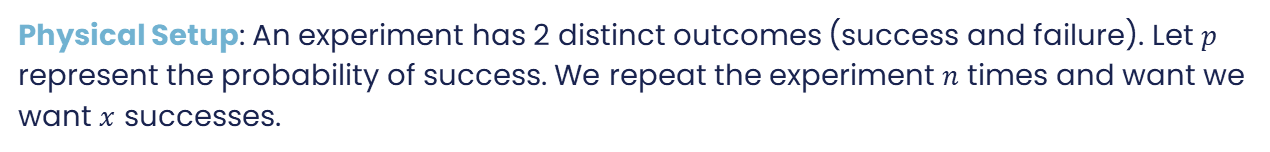 Physical Setup: An experiment has 2 distinct outcomes (success and failure). Let p
represent the probability of success. We repeat the experiment n times and want we
want x successes.